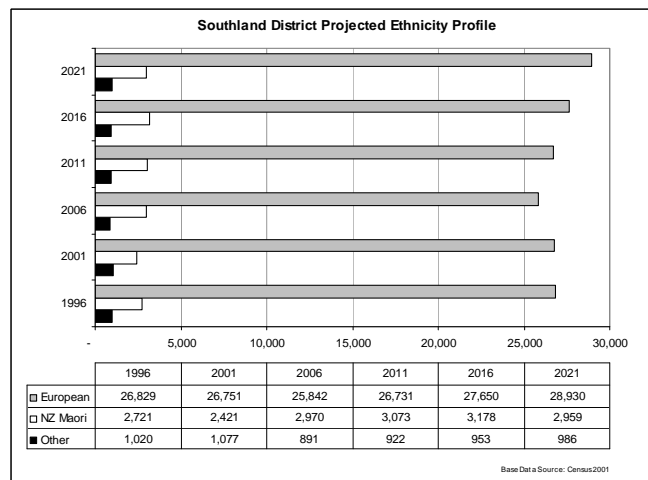 Southland District Projected Ethnicity Profile
2021
2016
2011
2006
2001
1996
- 5,000 10,000 15,000 20,000 25,000 30,000
1996 2001 2006 2011 2016 2021
European 26,829 26,751 25,842 26,731 27,650 28,930
NZ Maori 2,721 2,421 2,970 3,073 3,178 2,959
Other 1,020 1,077 891 922 953 986
Base Data Source: Census2001